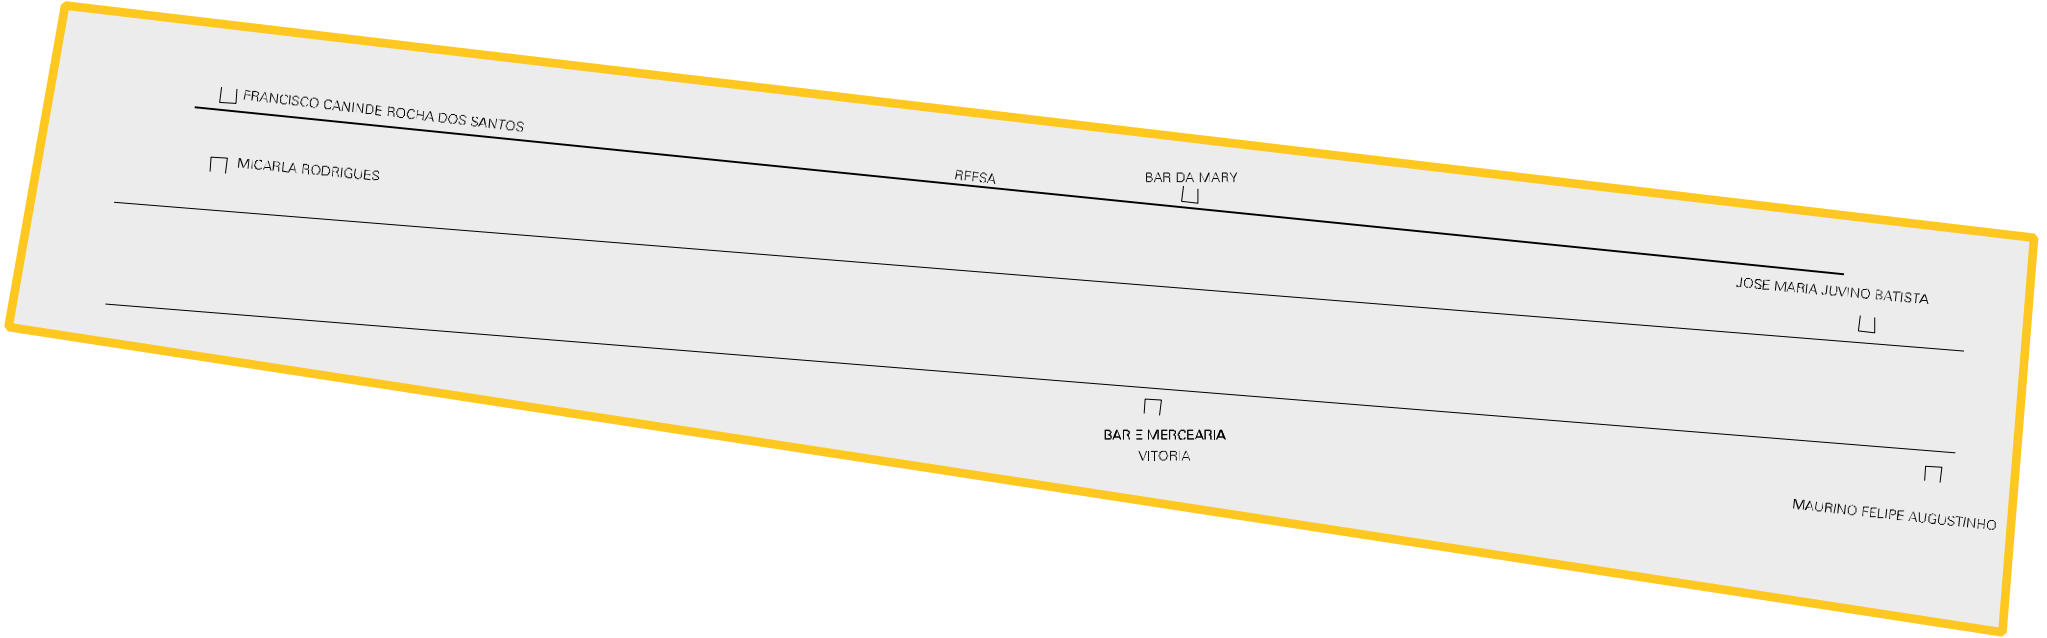 FRANCISCO CANINDE ROCHA DOS SANTOS
MICARLA RODRIGUES
RFFSA
BAR DA MARY
JOSE MARIA JUVINO BATISTA
BAR E MERCEARIA
VITORIA
MAURINO FELIPE AUGUSTINHO